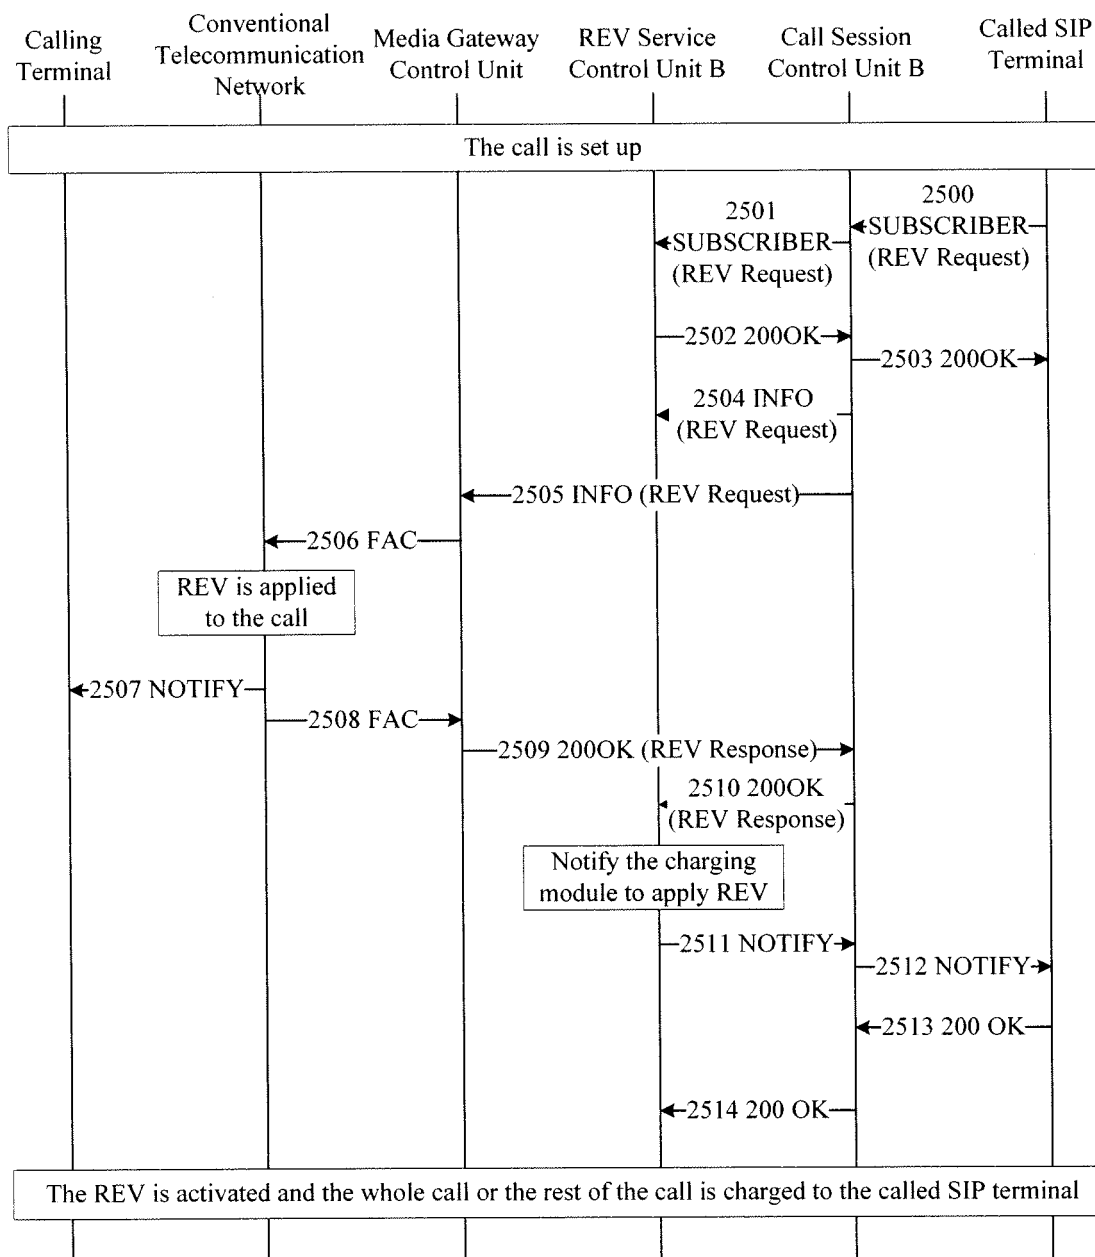 Calling
Terminal
Conventional
Telecommunication
Network
Media Gateway
Control Unit
REV Service
Control Unit B
Call Session
Control Unit B
Called SIP
Terminal
The call is set up
2500
SUBSCRIBER
(REV Request)
2501
SUBSCRIBER
(REV Request)
2502 200OK
2503 200OK
2504 INFO
(REV Request)
2505 INFO (REV Request)
2506 FAC
REV is applied
to the call
2507 NOTIFY
2508 FAC
2509 200OK (REV Response)
2510 200OK
(REV Response)
Notify the charging
module to apply REV
2511 NOTIFY
2512 NOTIFY
2513 200 OK
2514 200 OK
The REV is activated and the whole call or the rest of the call is charged to the called SIP terminal